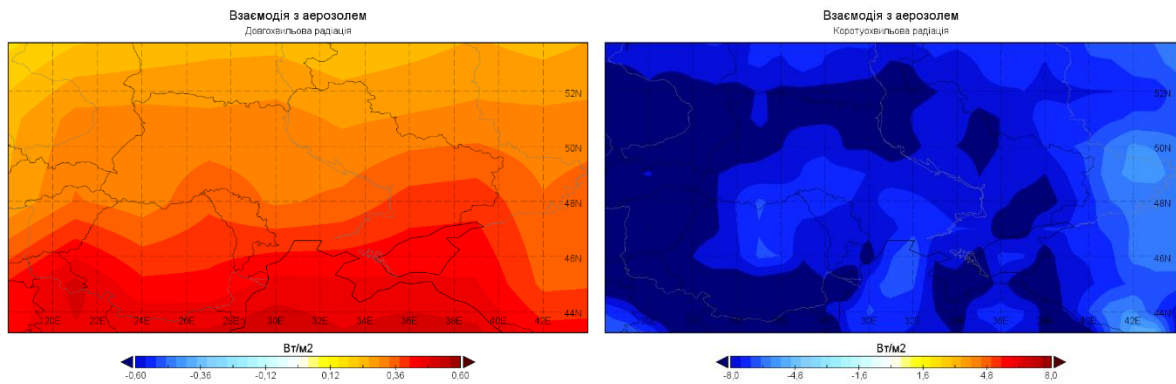 Взаємодія з аерозолем
Довгохвильова радіація
52N
50N
48N
46N
44N
20E 22E 24E 26E 28E 30E 32E 34E 36E 38E 40E 42E
Вт/м2
-0,60 -0,36 -0,12 0,12 0,36 0,60
Взаємодія з аерозолем
Коротуохвильова радіація
52N
50N
48N
46N
44N
30E 32E 34E 36E 42E
Вт/м2
-8,0 -4,8 -1,6 1,6 4,8 8,0